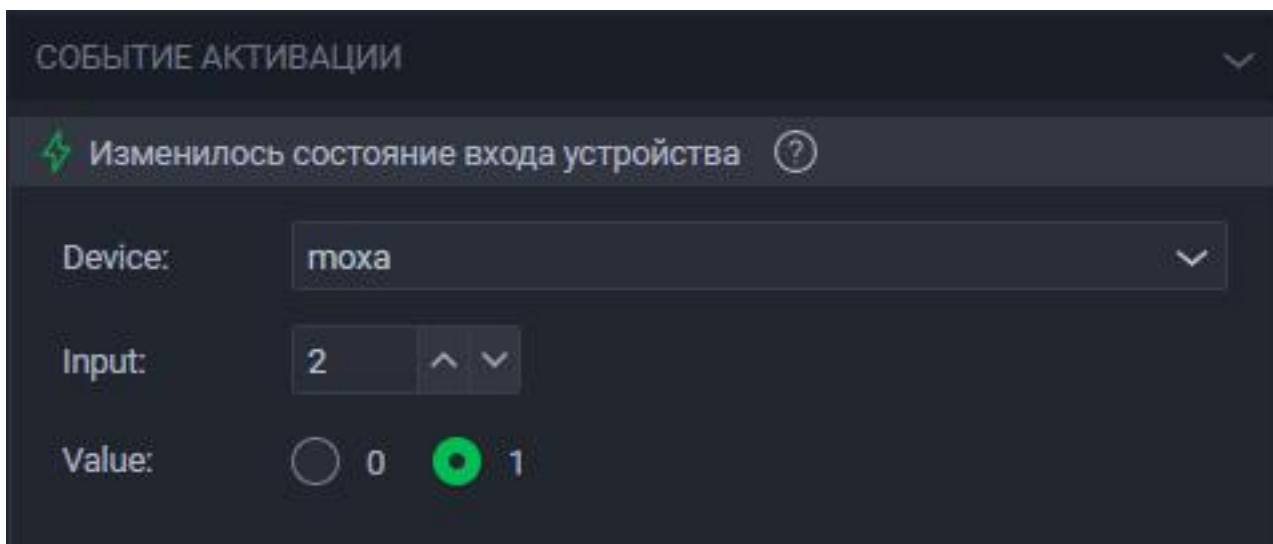 СОБЫТИЕ АКТИВАЦИИ
Изменилось состояние входа устройства ?
Device: moxa
Input: 2
Value: 0 1